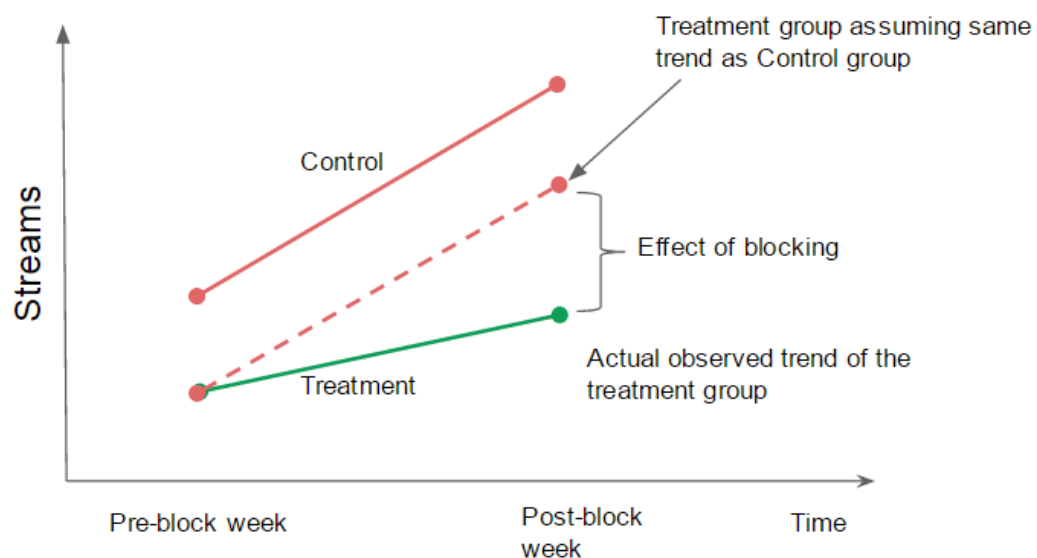 Treatment group assuming same
trend as Control group
Control
Streams
Effect of blocking
Treatment
Actual observed trend of the
treatment group
Pre-block week
Post-block
week
Time